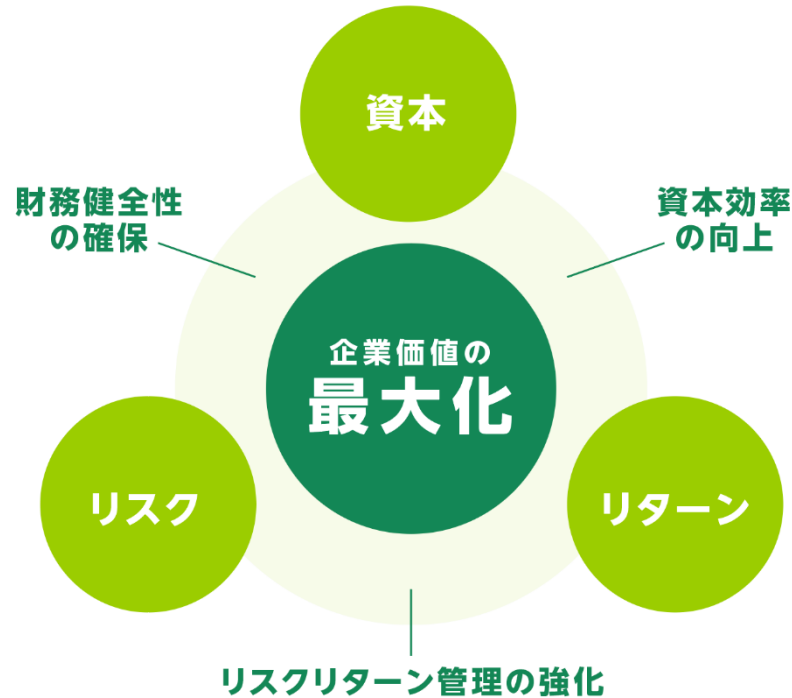 資本
財務健全性
の確保
資本効率
の向上
企業価値の
最大化
リスク
リターン
リスクリターン管理の強化